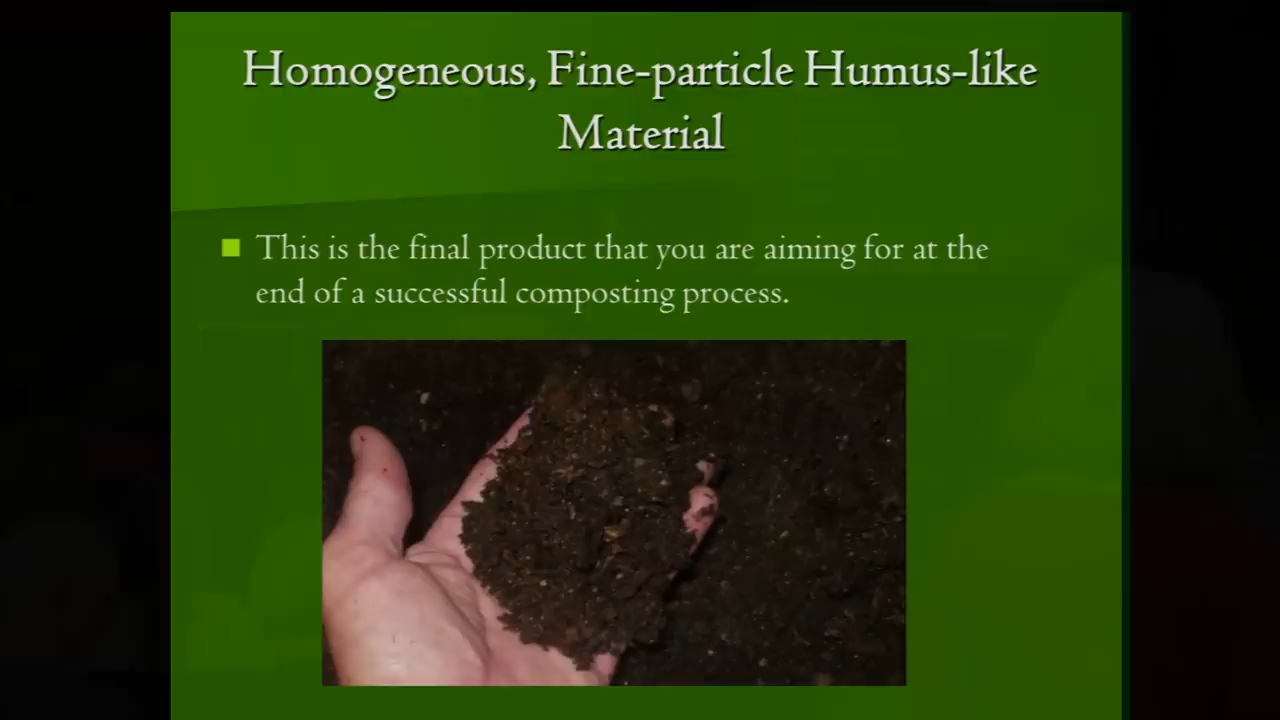 Homogeneous, Fine-particle Humus-like
Material
This is the final product that you are aiming for at the
end of a successful composting process.